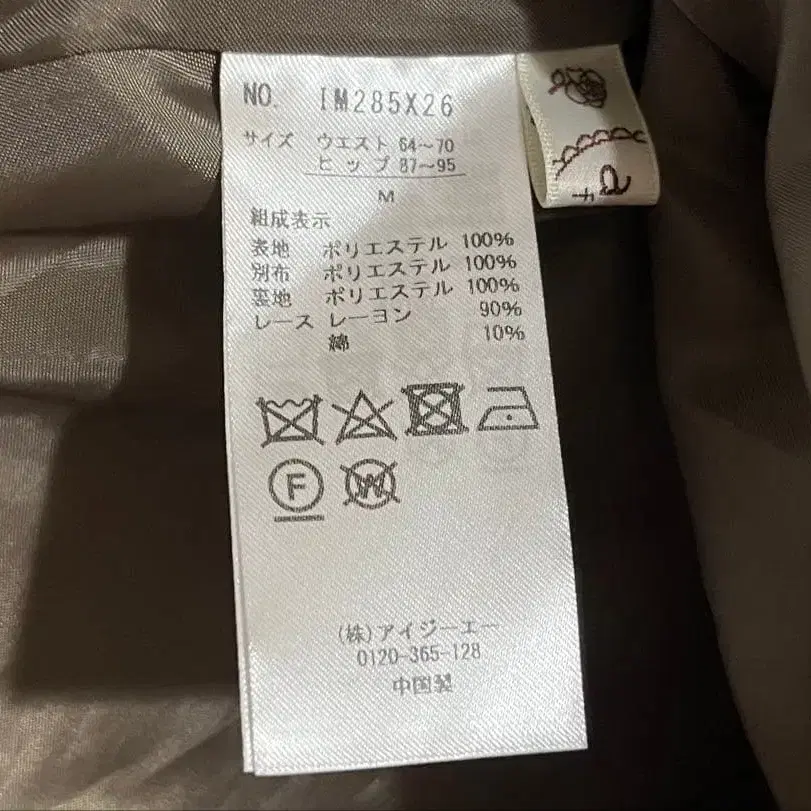 NO. IM285X26
サイズ ウエスト 64～70
ヒップ 87～95
M
組成表示
表地 ポリエステル 100%
別布 ポリエステル 100%
裏地 ポリエステル 100%
レース レーヨン 90%
綿 10%
F
W
(株)アイジーエー
0120-365-128
中国製